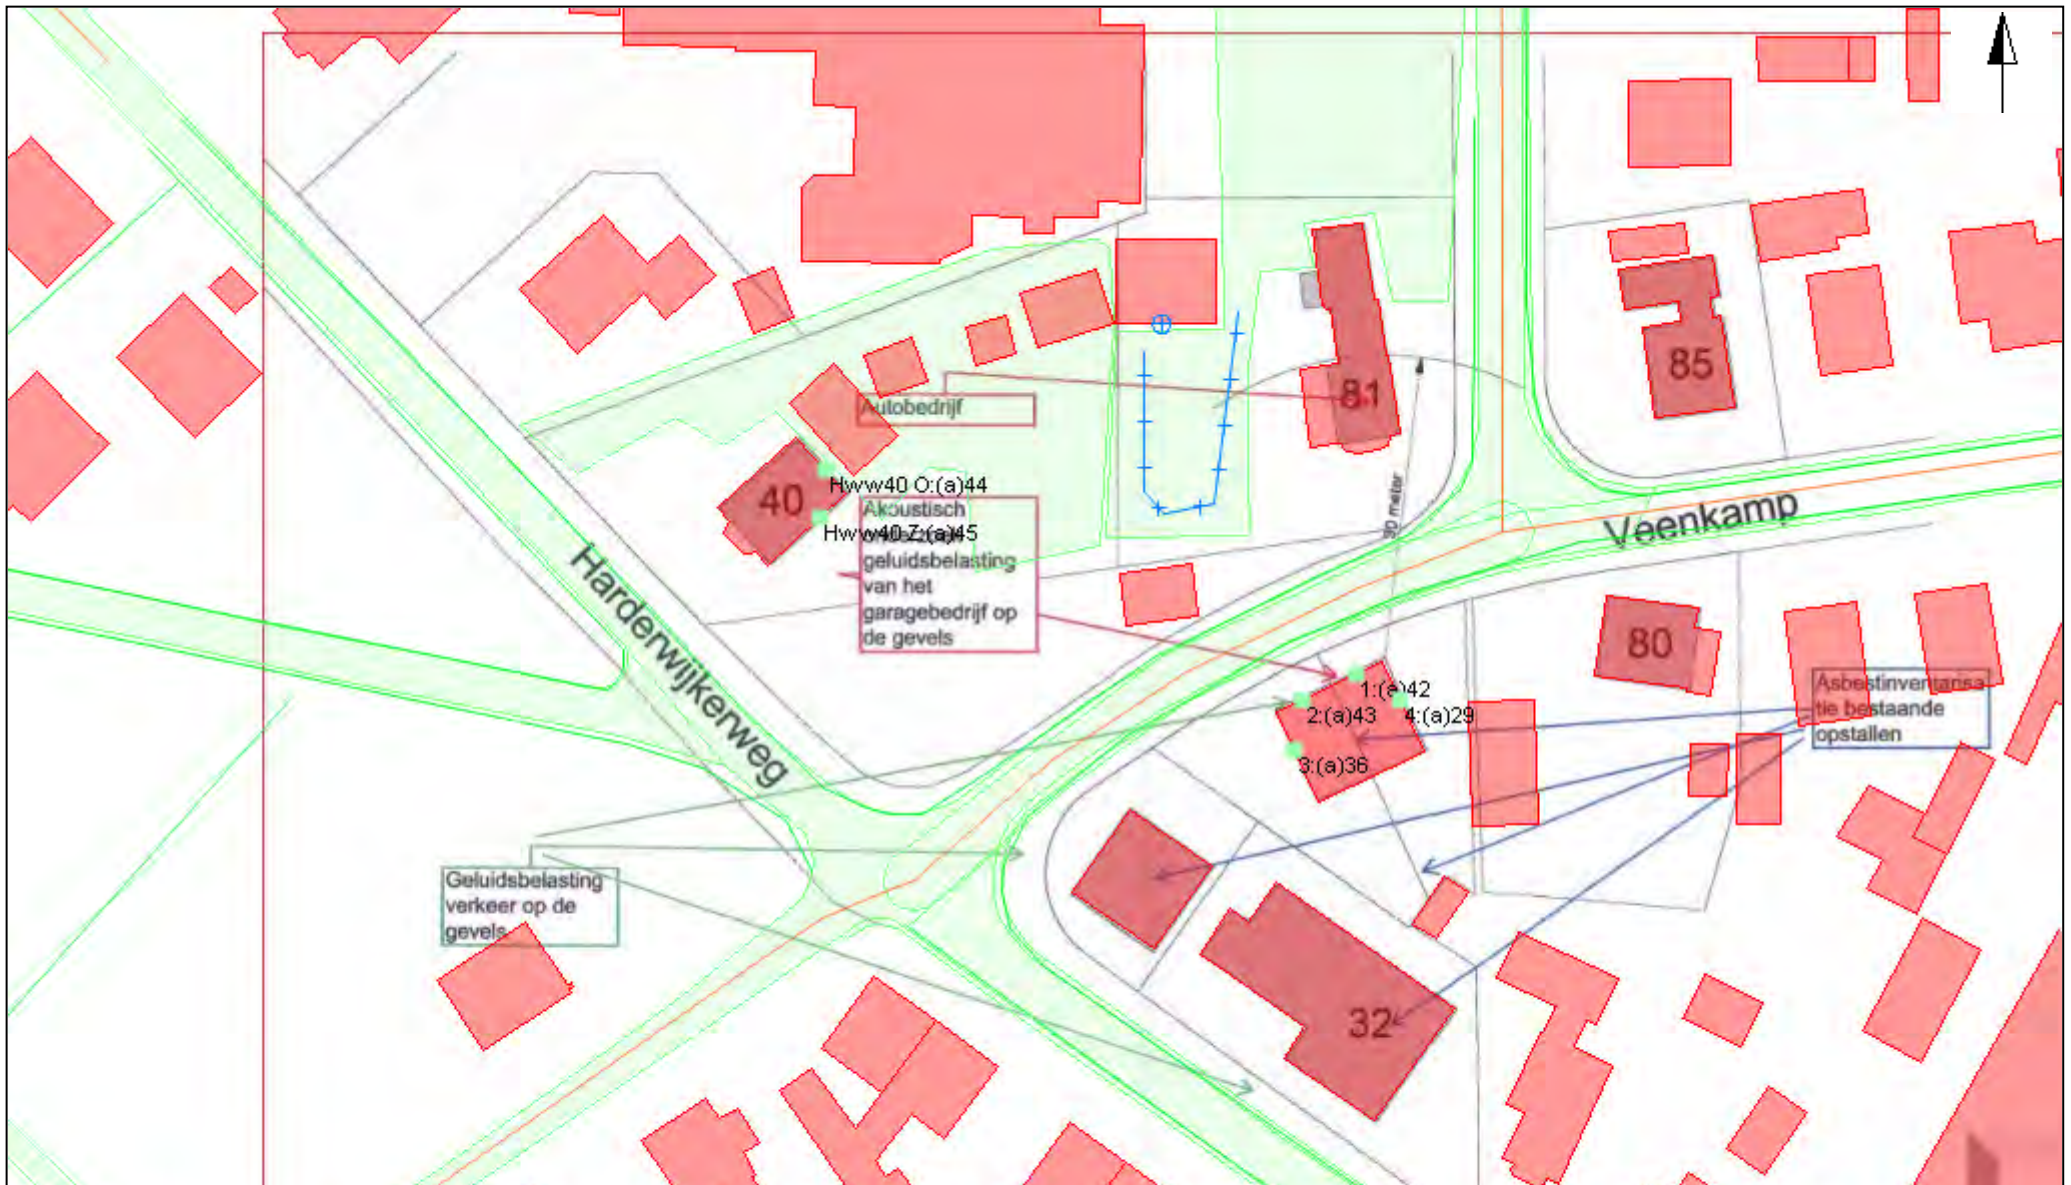 81
85
Autobedrijf
40
Hww40 O:(a)44
Akoustisch
Hww40 Z:(a)45
geluidsbelasting
van het
garagebedrijf op
de gevels
30 meter
Veenkamp
Harderwijkerweg
80
1:(a)42
2:(a)43
4:(a)29
3:(a)36
Asbestinventarisa
tie bestaande
opstallen
Geluidsbelasting
verkeer op de
gevels
32